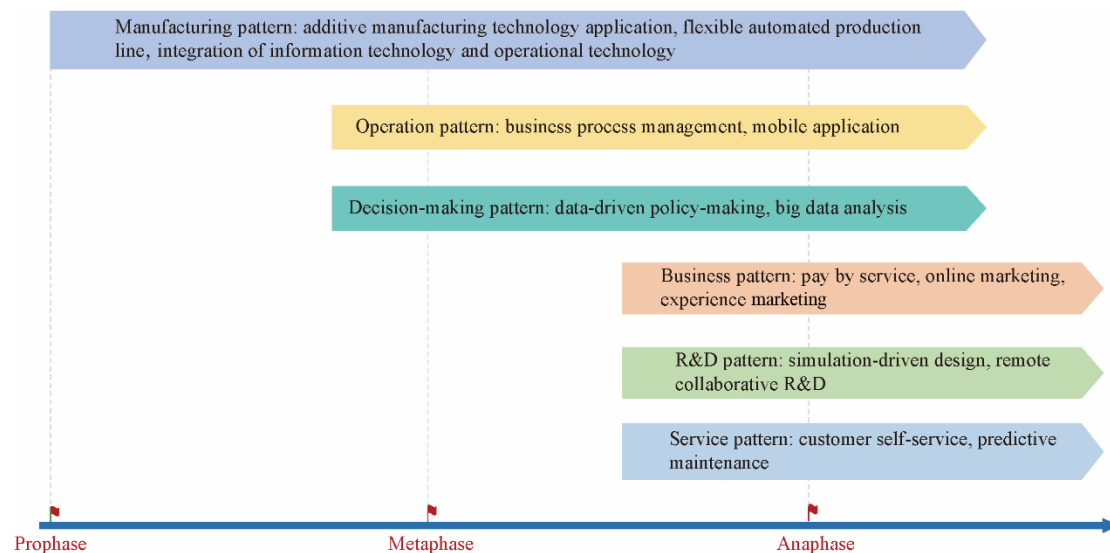 Manufacturing pattern: additive manufacturing technology application, flexible automated production
line, integration of information technology and operational technology
Operation pattern: business process management, mobile application
Decision-making pattern: data-driven policy-making, big data analysis
Business pattern: pay by service, online marketing,
experience marketing
R&D pattern: simulation-driven design, remote
collaborative R&D
Service pattern: customer self-service, predictive
maintenance
Prophase
Metaphase
Anaphase